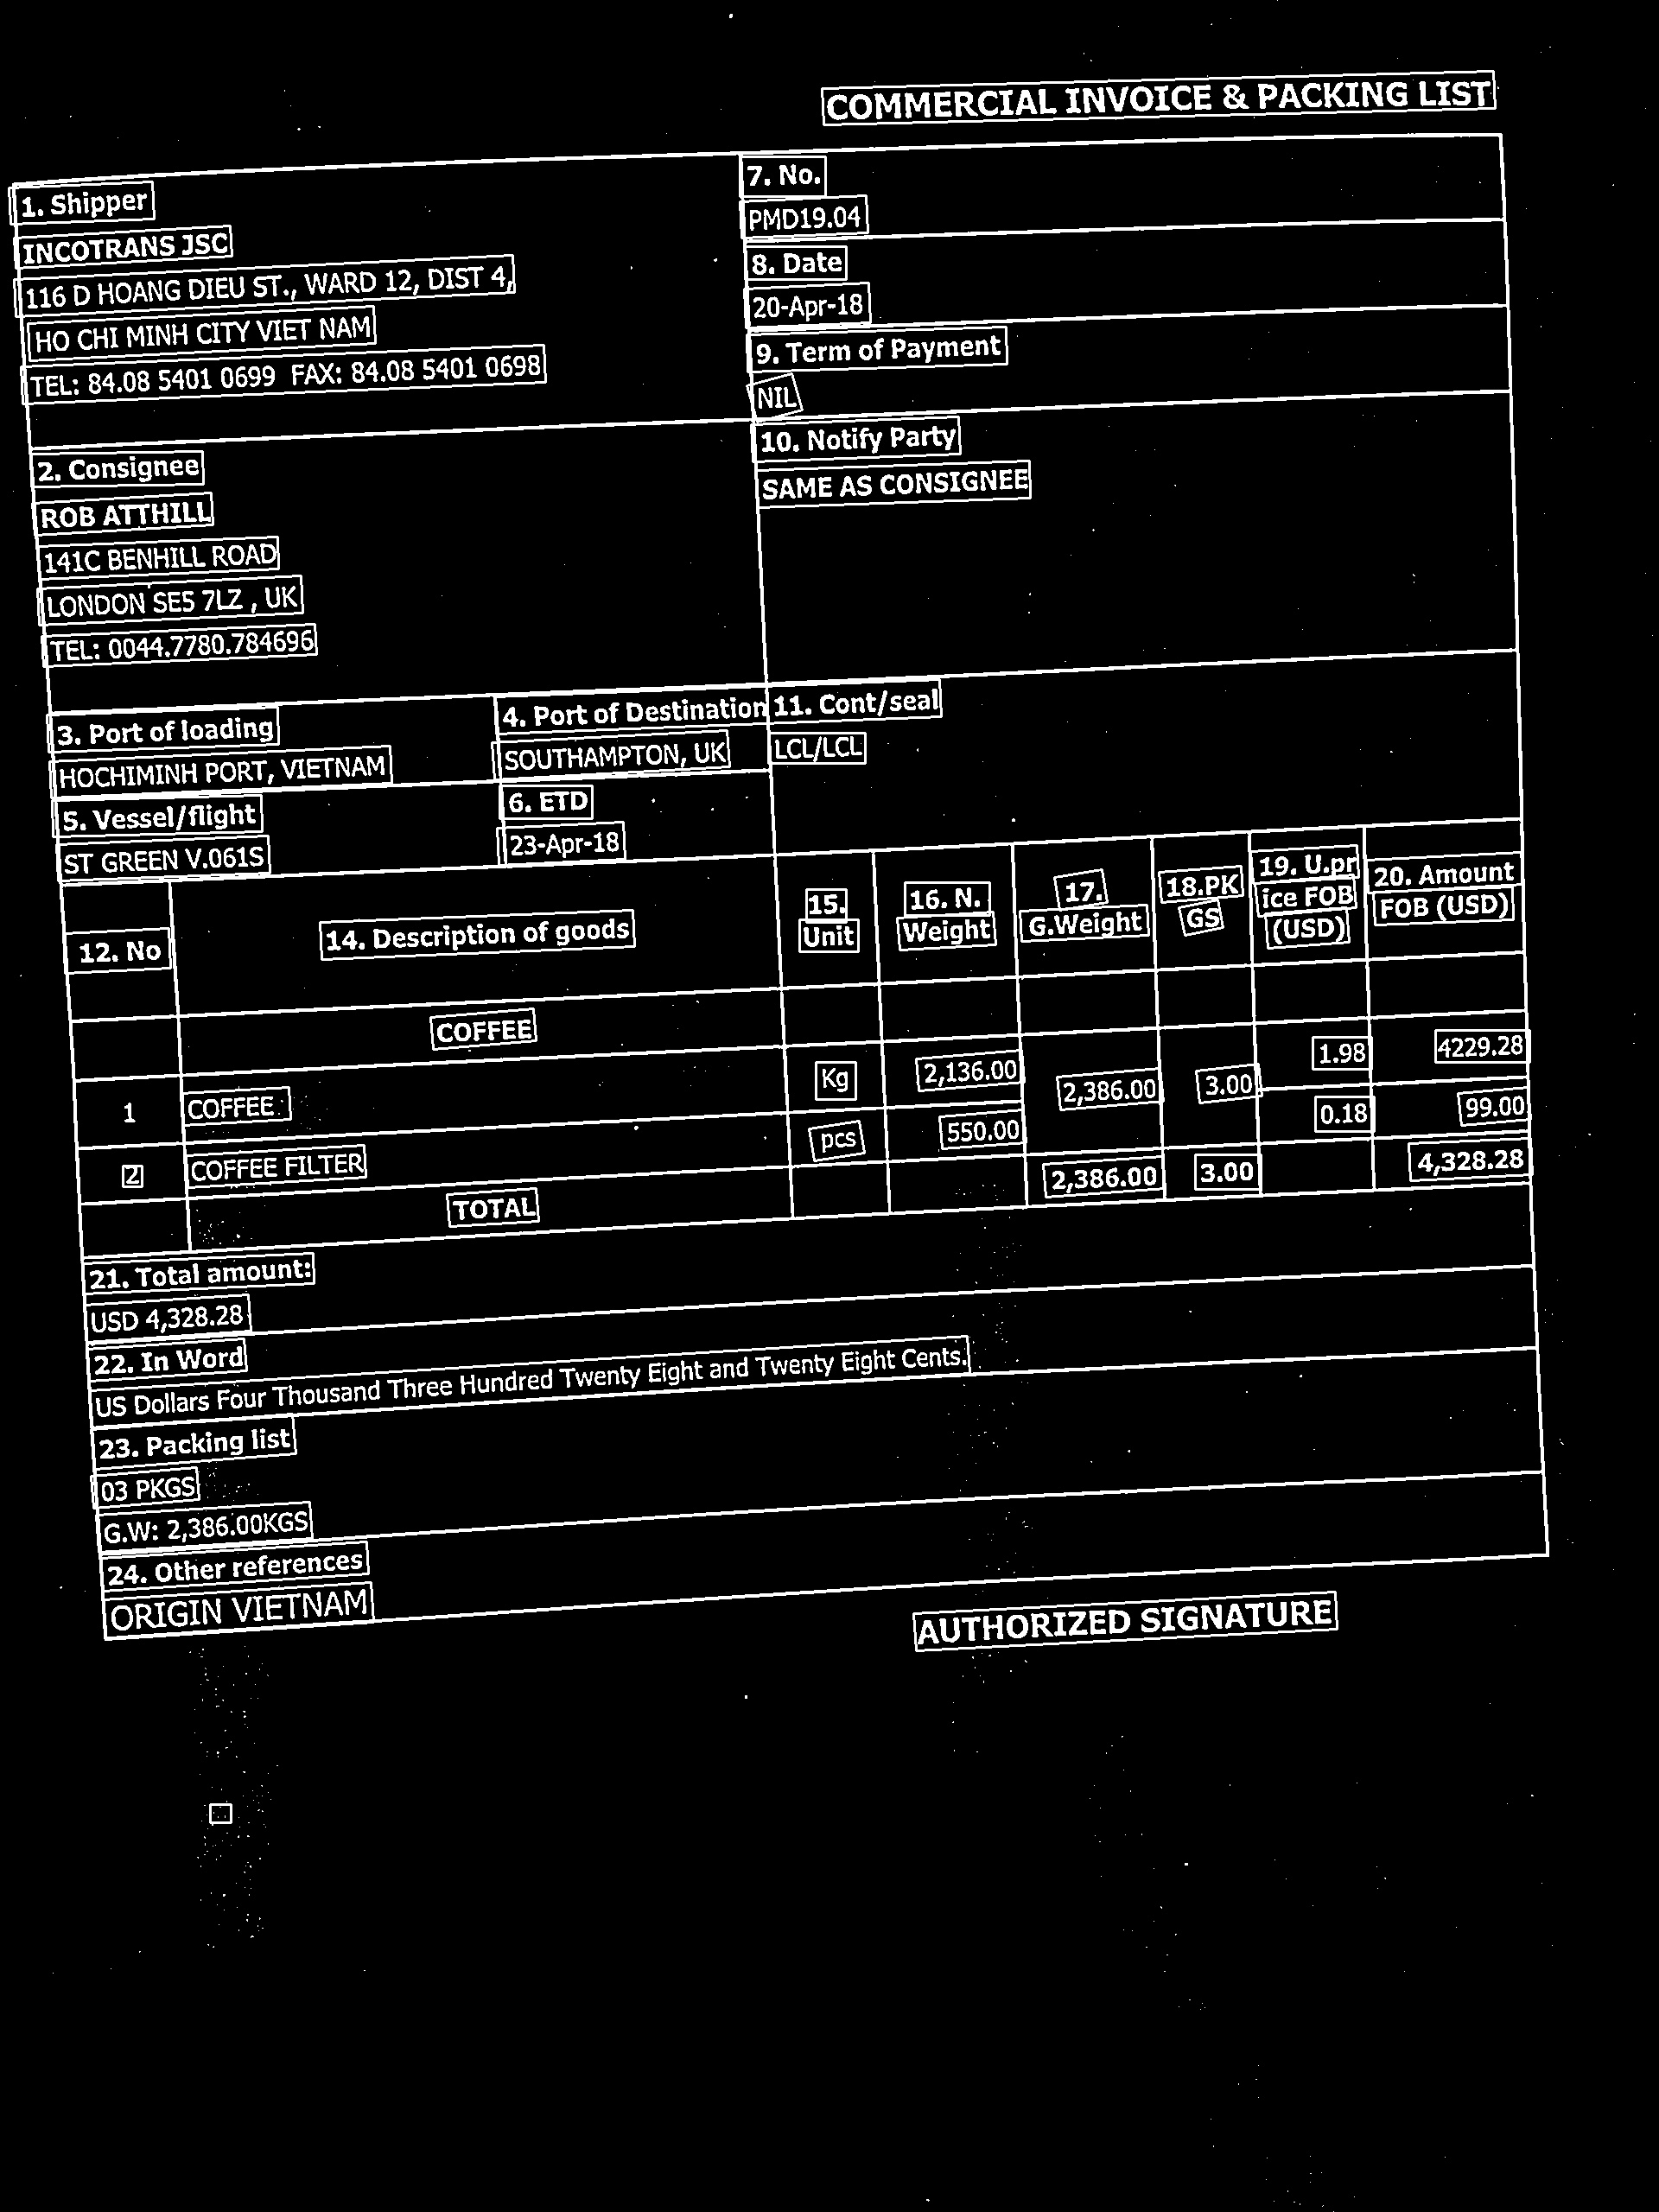 COMMERCIAL INVOICE & PACKING LIST
1. Shipper
INCOTRANS JSC
116 D HOANG DIEU ST., WARD 12, DIST 4,
HO CHI MINH CITY VIET NAM
TEL: 84.08 5401 0699 FAX: 84.08 5401 0698
7. No.
PMD19.04
8. Date
20-Apr-18
9. Term of Payment
NIL
2. Consignee
ROB ATTHILL
141C BENHILL ROAD
LONDON SE5 7LZ , UK
TEL: 0044.7780.784696
10. Notify Party
SAME AS CONSIGNEE
3. Port of loading
HOCHIMINH PORT, VIETNAM
4. Port of Destination
SOUTHAMPTON, UK
11. Cont/seal
LCL/LCL
5. Vessel/flight
ST GREEN V.061S
6. ETD
23-Apr-18
12. No
14. Description of goods
15.
Unit
16. N.
Weight
17.
G.Weight
18.PK
GS
19. U.pr
ice FOB
(USD)
20. Amount
FOB (USD)
COFFEE
1 COFFEE Kg 2,136.00 2,386.00 3.00 1.98 4229.28
2 COFFEE FILTER pcs 550.00 0.18 99.00
TOTAL 2,386.00 3.00 4,328.28
21. Total amount:
USD 4,328.28
22. In Word
US Dollars Four Thousand Three Hundred Twenty Eight and Twenty Eight Cents.
23. Packing list
03 PKGS
G.W: 2,386.00KGS
24. Other references
ORIGIN VIETNAM
AUTHORIZED SIGNATURE